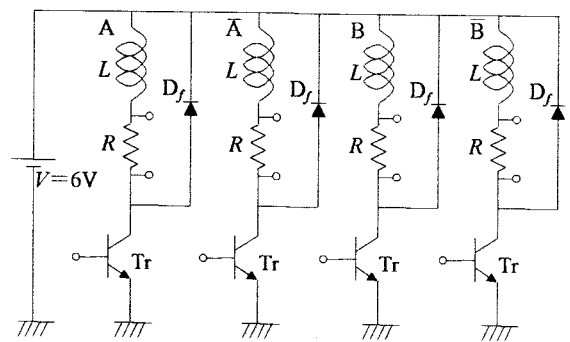 A A̅ B B̅
L L L L
D_f D_f D_f D_f
R R R R
V=6V
Tr Tr Tr Tr